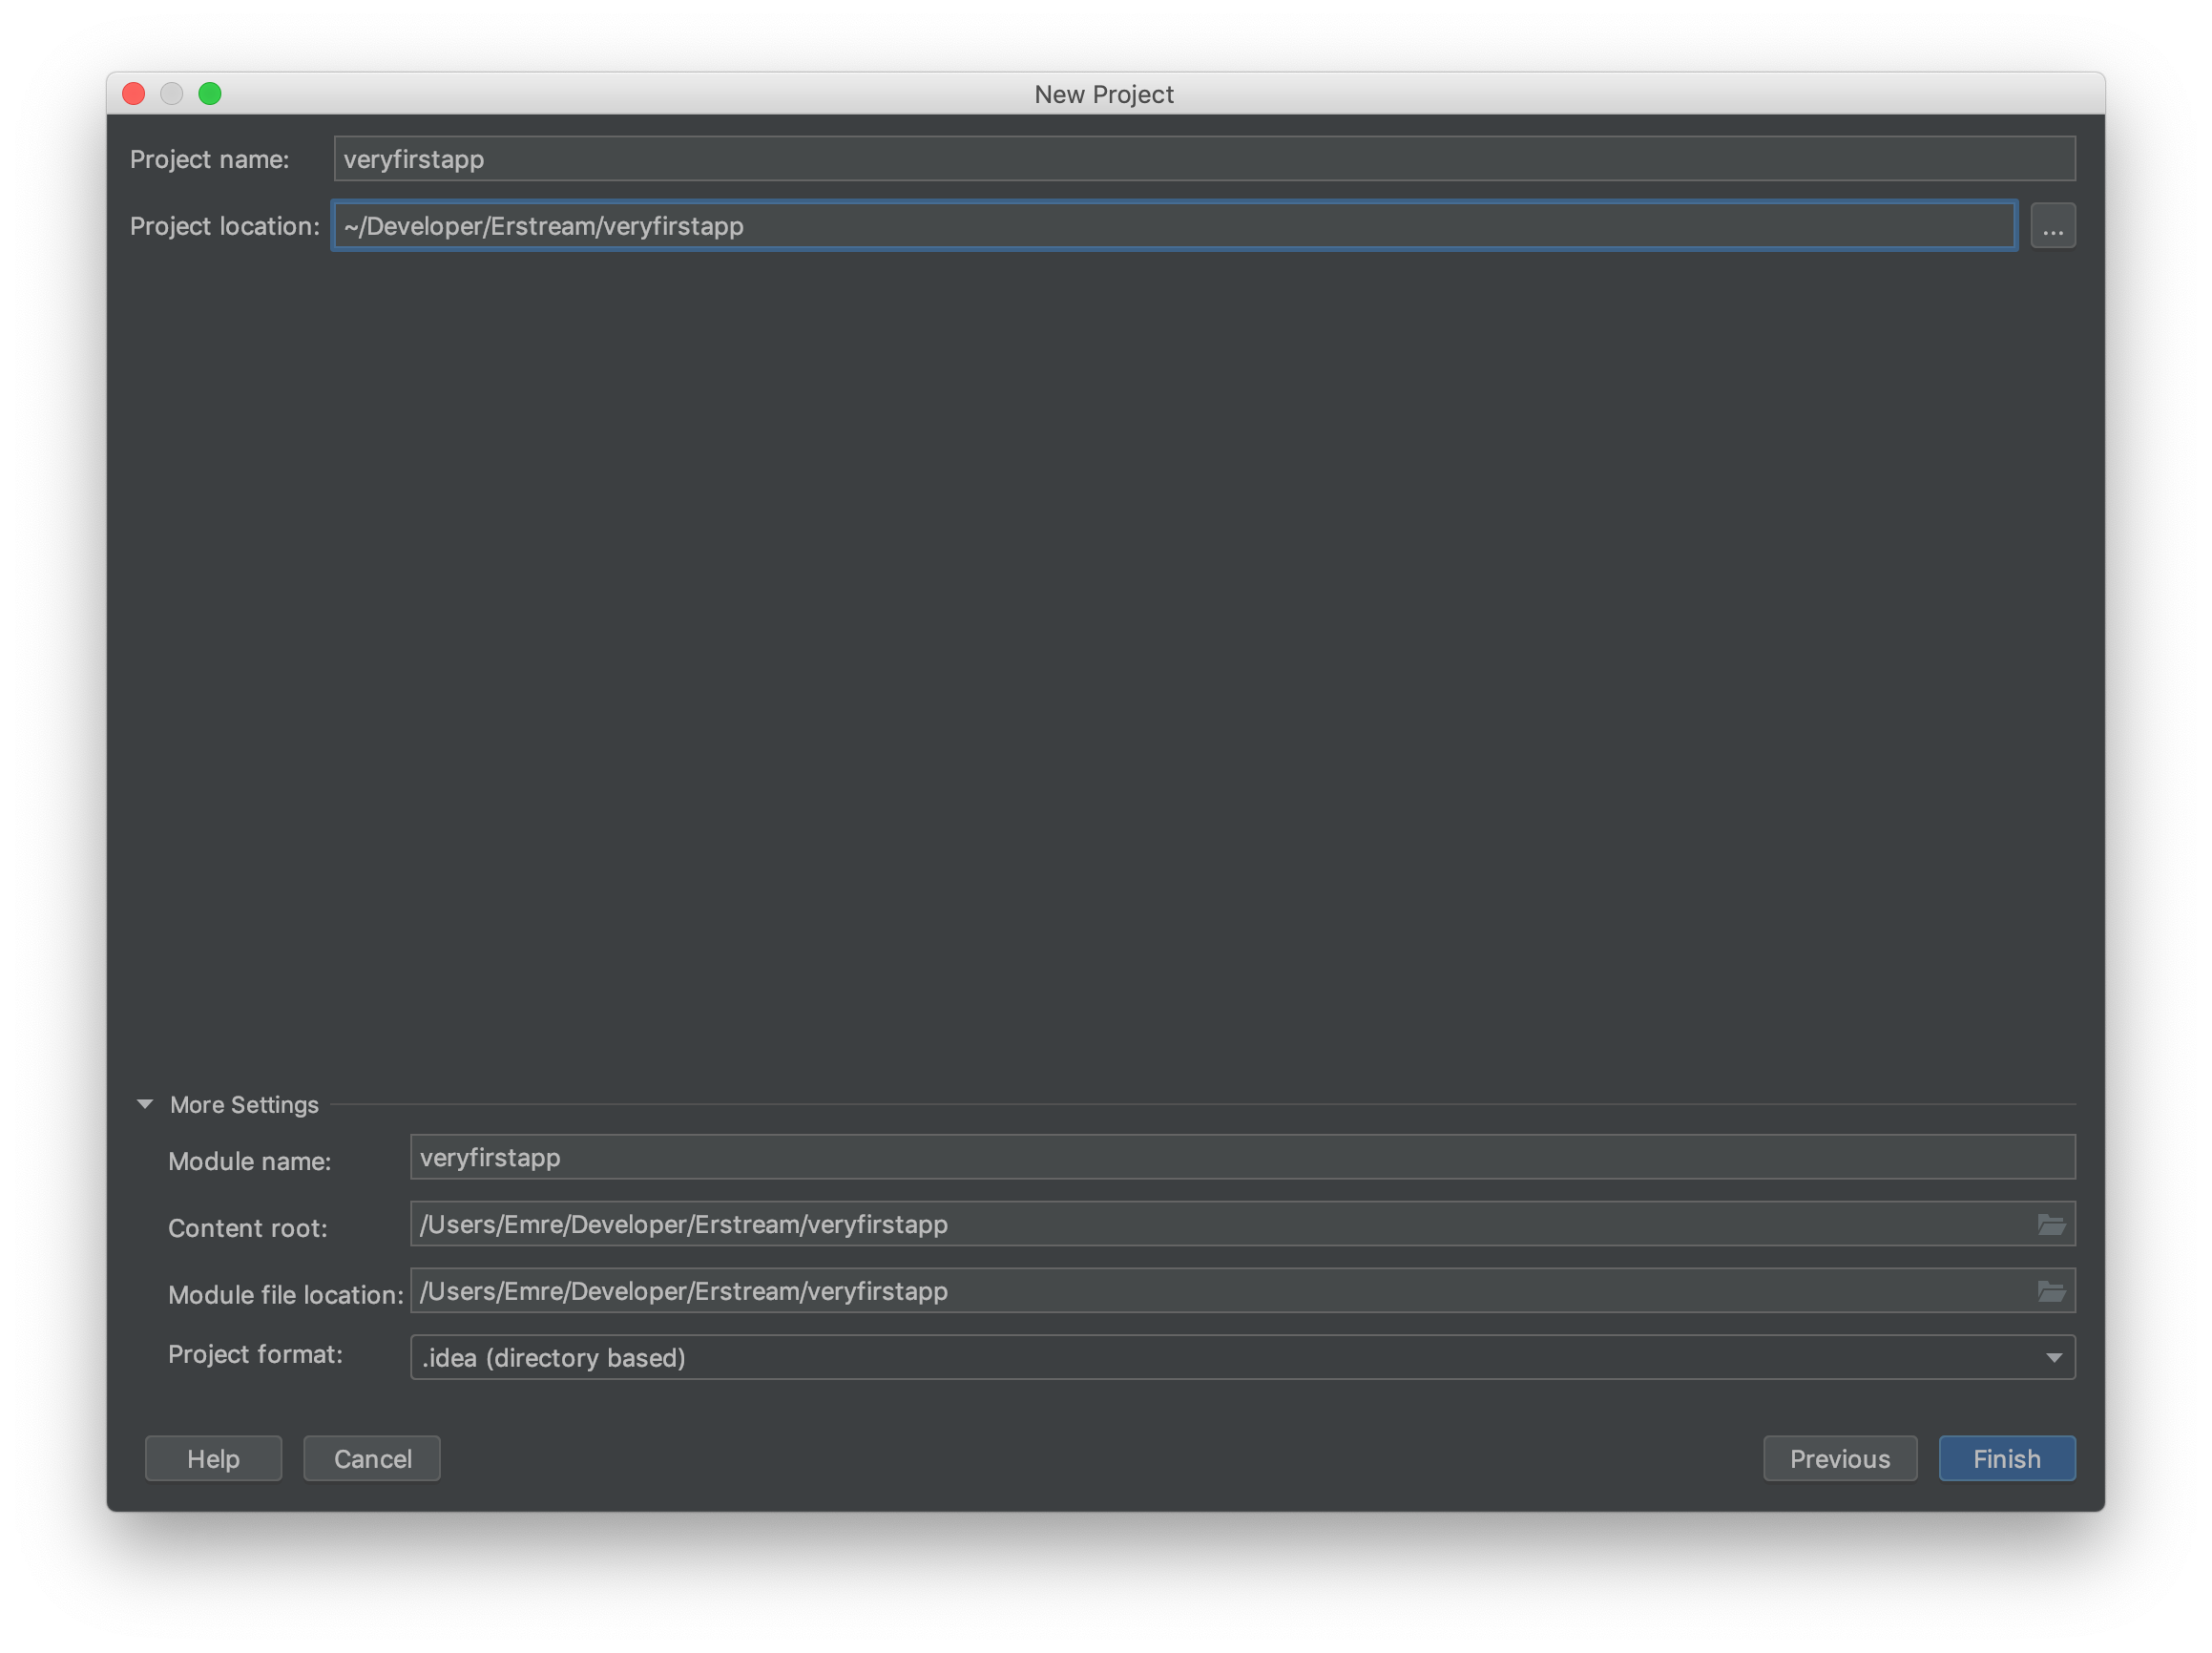 New Project
Project name: veryfirstapp
Project location: ~/Developer/Erstream/veryfirstapp ...
More Settings
Module name: veryfirstapp
Content root: /Users/Emre/Developer/Erstream/veryfirstapp
Module file location: /Users/Emre/Developer/Erstream/veryfirstapp
Project format: .idea (directory based)
Help Cancel Previous Finish